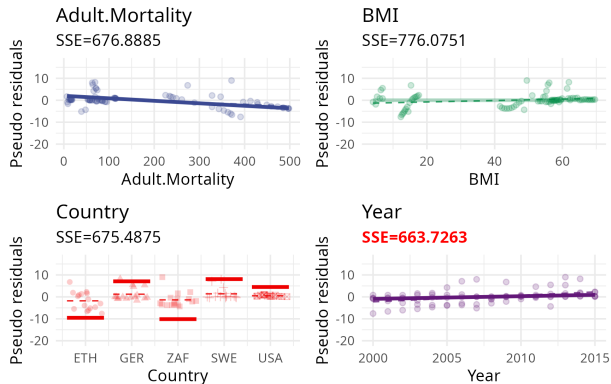 Adult.Mortality
SSE=676.8885
Pseudo residuals
10
0
-10
-20
0 100 200 300 400 500
Adult.Mortality
BMI
SSE=776.0751
Pseudo residuals
10
0
-10
-20
20 40 60
BMI
Country
SSE=675.4875
Pseudo residuals
10
0
-10
-20
ETH GER ZAF SWE USA
Country
Year
SSE=663.7263
Pseudo residuals
10
0
-10
-20
2000 2005 2010 2015
Year